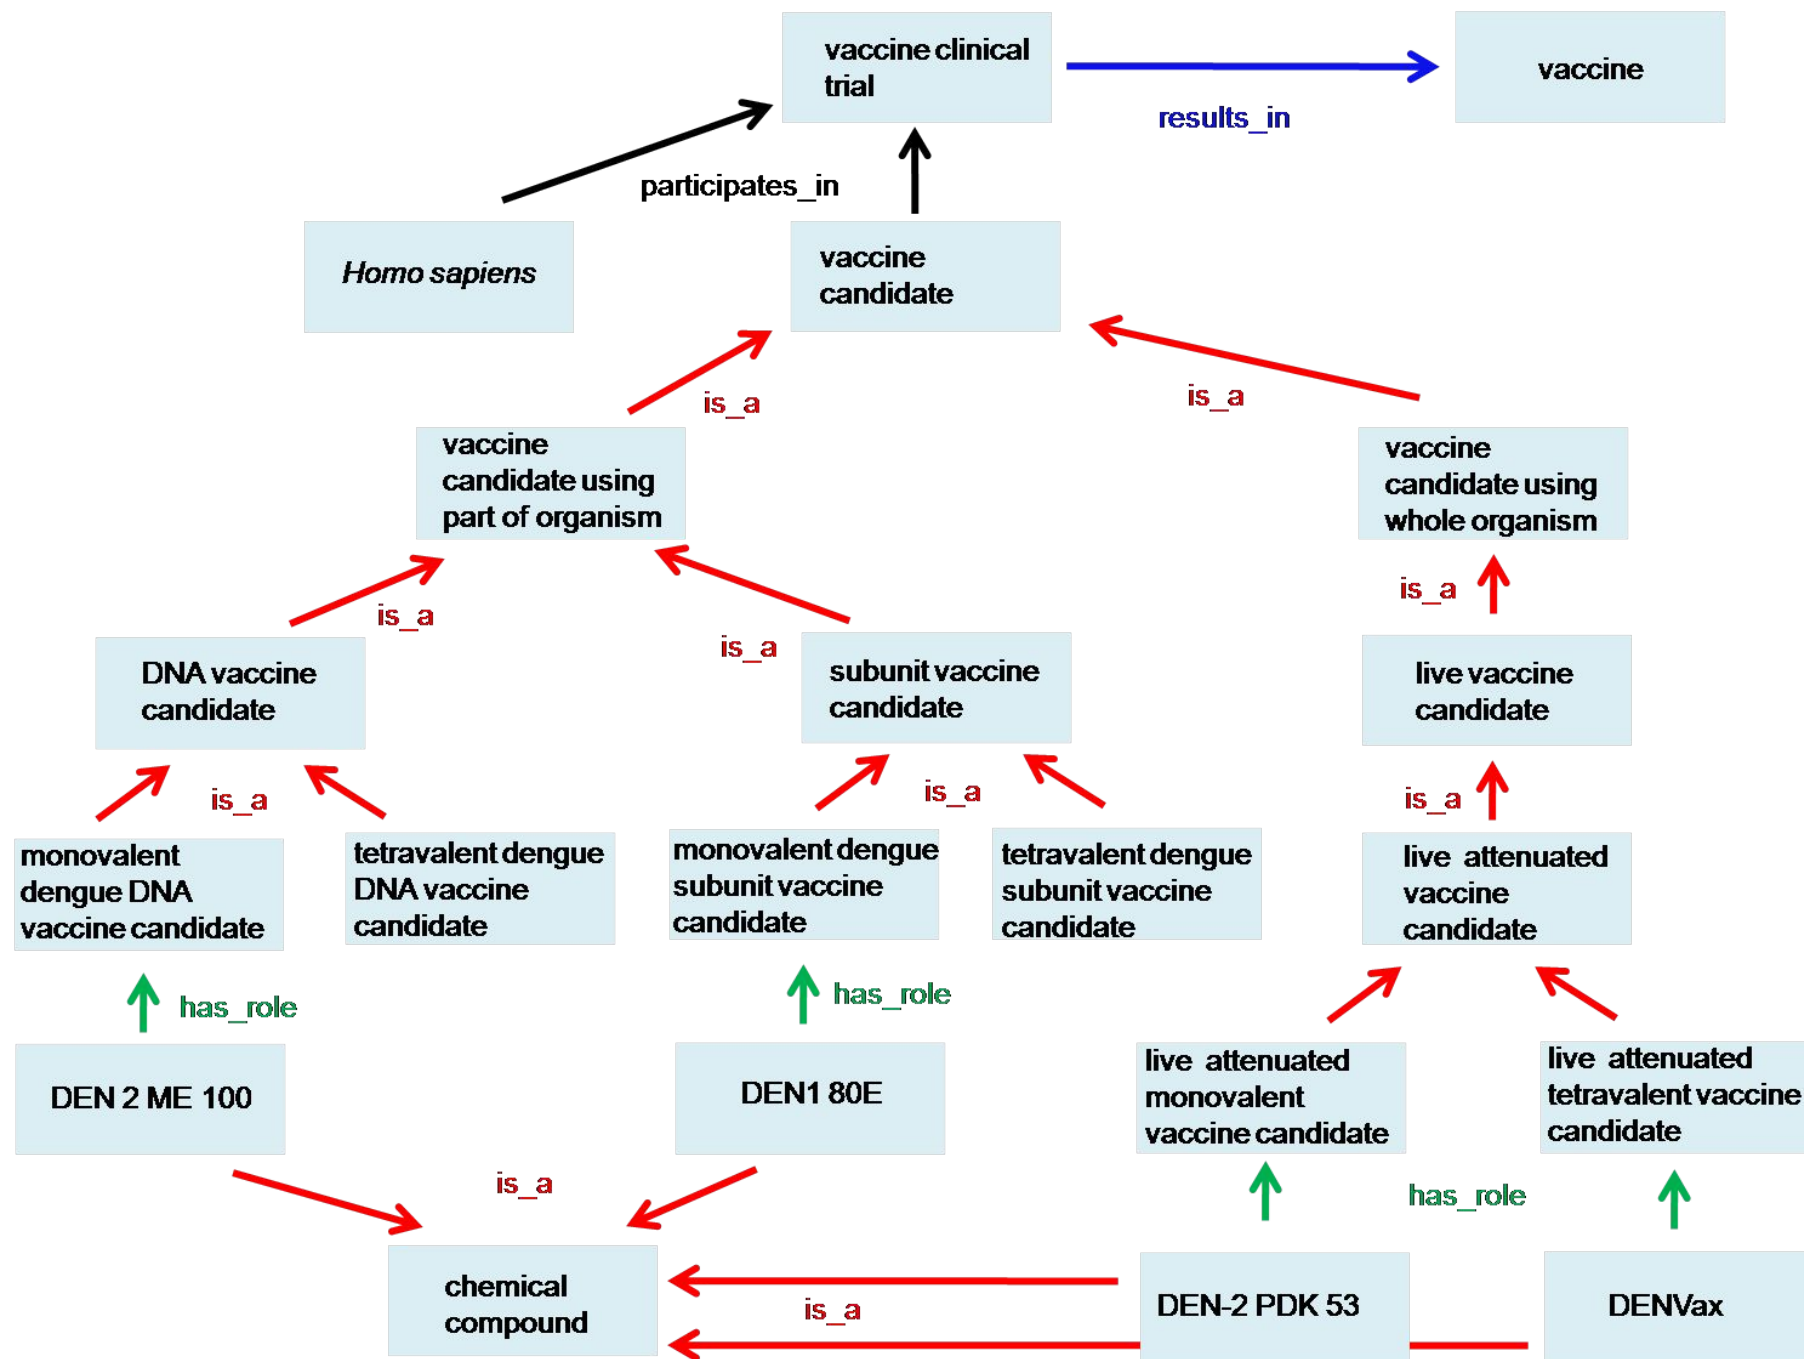 vaccine clinical
trial
vaccine
results_in
participates_in
Homo sapiens
vaccine
candidate
is_a
is_a
vaccine
candidate using
part of organism
vaccine
candidate using
whole organism
is_a
is_a
is_a
DNA vaccine
candidate
subunit vaccine
candidate
live vaccine
candidate
is_a
is_a
is_a
monovalent
dengue DNA
vaccine candidate
tetravalent dengue
DNA vaccine
candidate
monovalent dengue
subunit vaccine
candidate
tetravalent dengue
subunit vaccine
candidate
live attenuated
vaccine
candidate
has_role
has_role
DEN 2 ME 100
DEN1 80E
live attenuated
monovalent
vaccine candidate
live attenuated
tetravalent vaccine
candidate
is_a
has_role
chemical
compound
is_a
DEN-2 PDK 53
DENVax